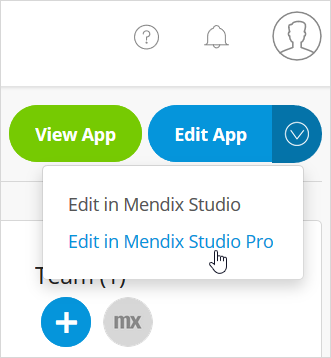 ?
View App
Edit App
Edit in Mendix Studio
Edit in Mendix Studio Pro
Team (1)
+
mx